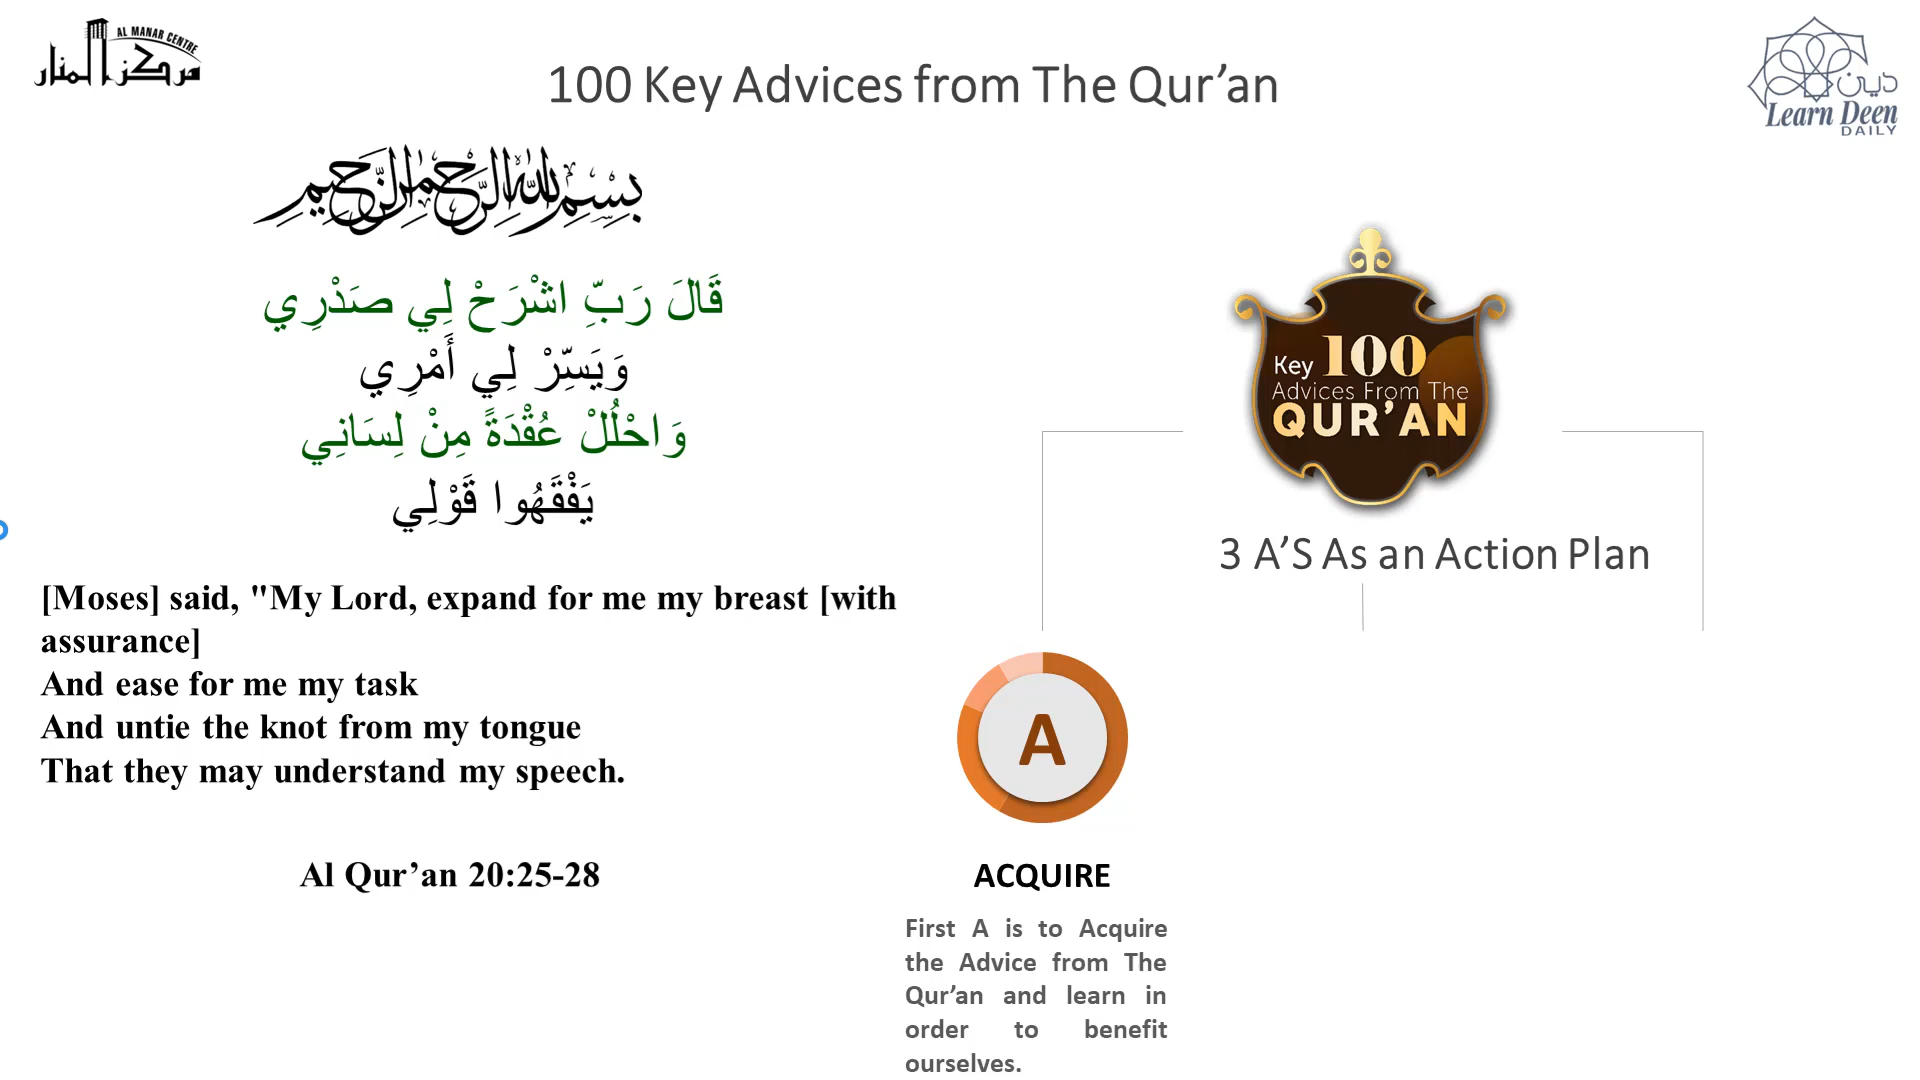 AL MANAR CENTRE
مركز المنار
100 Key Advices from The Qur’an
دين
Learn Deen
DAILY
بِسْمِ اللهِ الرَّحْمٰنِ الرَّحِيمِ
قَالَ رَبِّ اشْرَحْ لِي صَدْرِي
وَيَسِّرْ لِي أَمْرِي
وَاحْلُلْ عُقْدَةً مِنْ لِسَانِي
يَفْقَهُوا قَوْلِي
[Moses] said, "My Lord, expand for me my breast [with
assurance]
And ease for me my task
And untie the knot from my tongue
That they may understand my speech.
Al Qur’an 20:25-28
Key 100
Advices From The
QUR’AN
3 A’S As an Action Plan
A
ACQUIRE
First A is to Acquire
the Advice from The
Qur’an and learn in
order to benefit
ourselves.